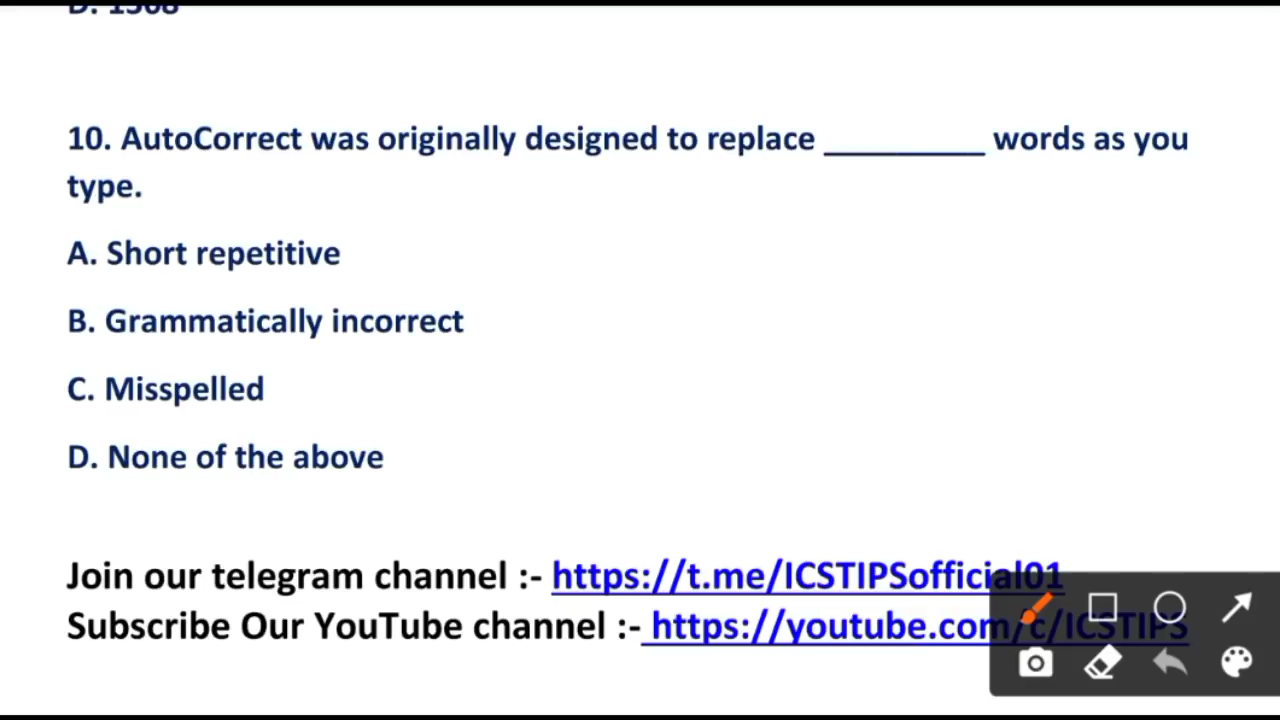 D. 1508
10. AutoCorrect was originally designed to replace __________ words as you
type.
A. Short repetitive
B. Grammatically incorrect
C. Misspelled
D. None of the above
Join our telegram channel :- https://t.me/ICSTIPSofficial01
Subscribe Our YouTube channel :- https://youtube.com/c/ICSTIPS